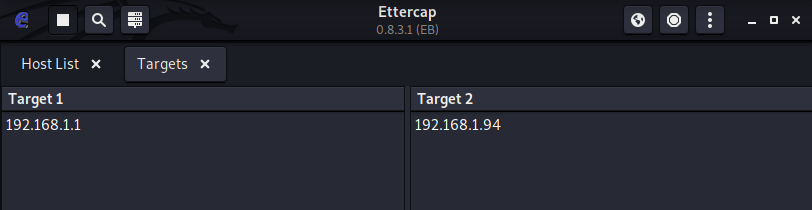 Ettercap
0.8.3.1 (EB)
Host List
Targets
Target 1
Target 2
192.168.1.1
192.168.1.94